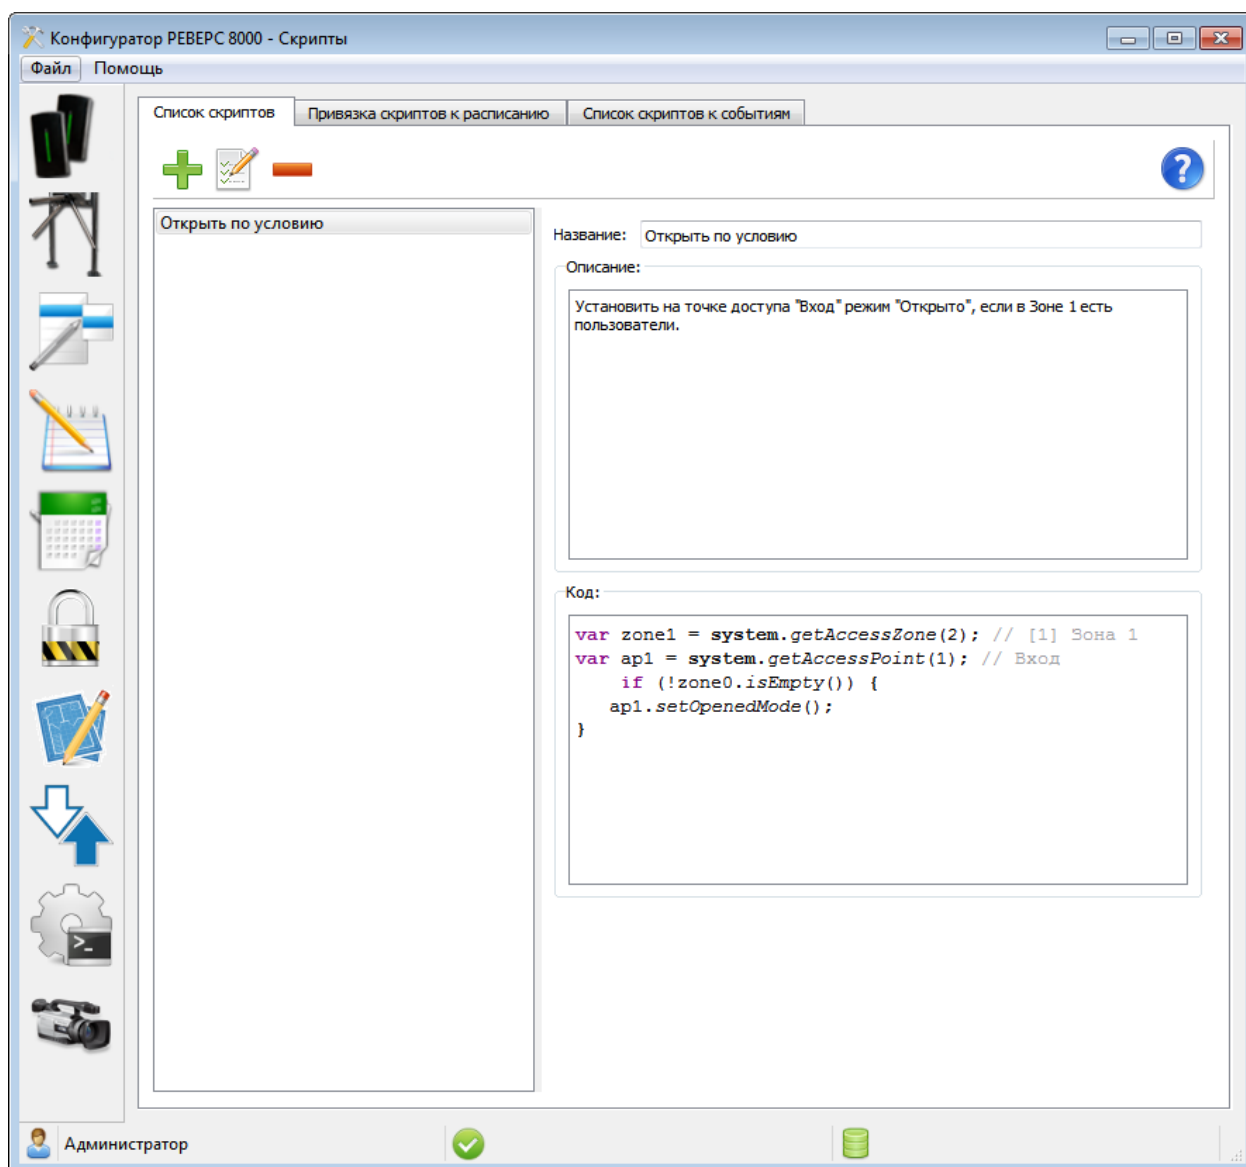 Конфигуратор РЕВЕРС 8000 - Скрипты
Файл Помощь
Список скриптов Привязка скриптов к расписанию Список скриптов к событиям
Открыть по условию
Название: Открыть по условию
Описание:
Установить на точке доступа "Вход" режим "Открыто", если в Зоне 1 есть
пользователи.
Код:
var zone1 = system.getAccessZone(2); // [1] Зона 1
var ap1 = system.getAccessPoint(1); // Вход
    if (!zone0.isEmpty()) {
   ap1.setOpenedMode();
}
Администратор